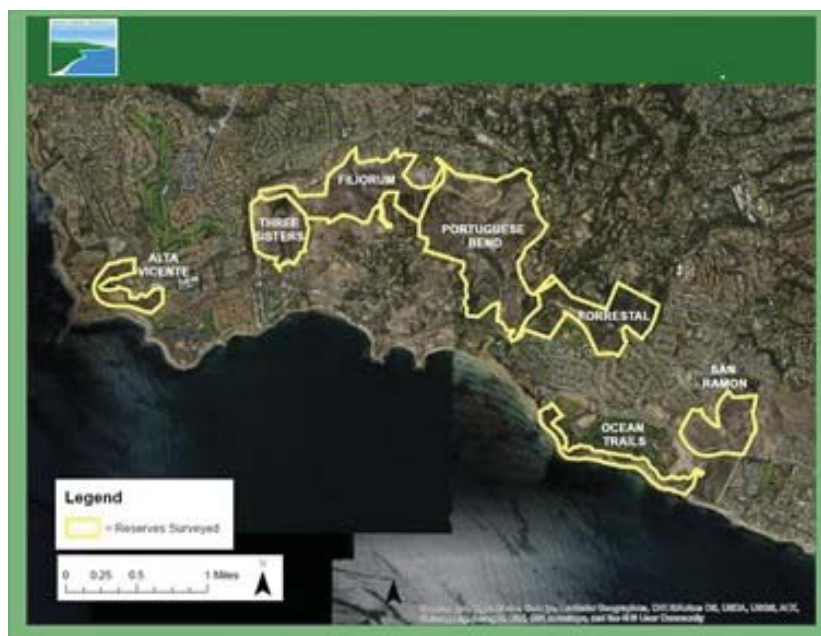 FILIORUM
THREE
SISTERS
PORTUGUESE
BEND
ALTA
VICENTE
FORRESTAL
SAN
RAMON
OCEAN
TRAILS
Legend
= Reserves Surveyed
N
0 0.25 0.5 1 Miles